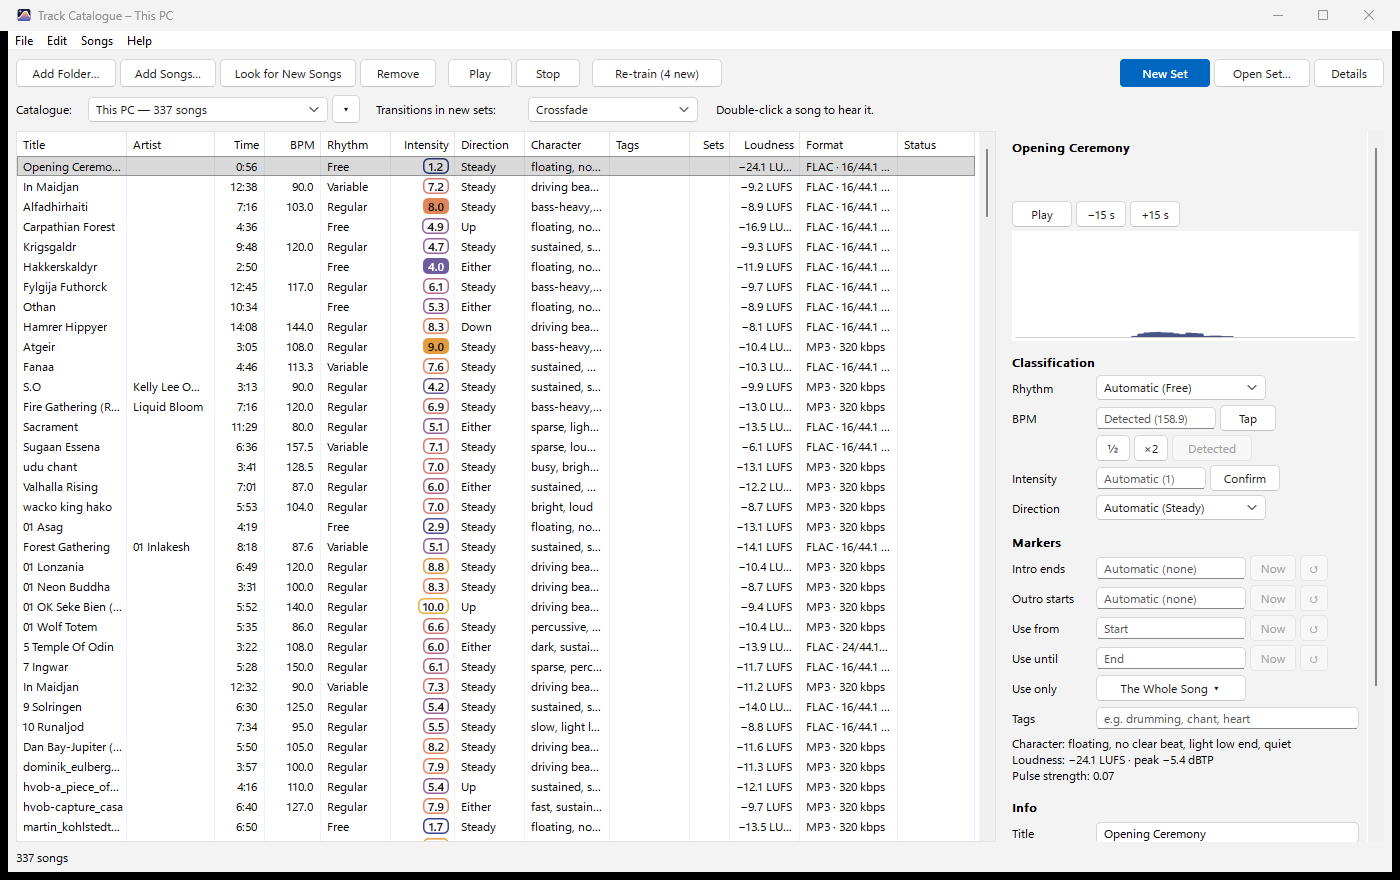 Track Catalogue – This PC
File Edit Songs Help
Add Folder... Add Songs... Look for New Songs Remove Play Stop Re-train (4 new) New Set Open Set... Details
Catalogue: This PC — 337 songs Transitions in new sets: Crossfade Double-click a song to hear it.
Title Artist Time BPM Rhythm Intensity Direction Character Tags Sets Loudness Format Status
Opening Ceremo... 0:56 Free 1.2 Steady floating, no... −24.1 LU... FLAC · 16/44.1 ...
In Maidjan 12:38 90.0 Variable 7.2 Steady driving bea... −9.2 LUFS FLAC · 16/44.1 ...
Alfadhirhaiti 7:16 103.0 Regular 8.0 Steady bass-heavy,... −8.9 LUFS FLAC · 16/44.1 ...
Carpathian Forest 4:36 Free 4.9 Up floating, no... −16.9 LU... FLAC · 16/44.1 ...
Krigsgaldr 9:48 120.0 Regular 4.7 Steady sustained, s... −9.3 LUFS FLAC · 16/44.1 ...
Hakkerskaldyr 2:50 Free 4.0 Either floating, no... −11.9 LUFS FLAC · 16/44.1 ...
Fylgija Futhorck 12:45 117.0 Regular 6.1 Steady bass-heavy,... −9.7 LUFS FLAC · 16/44.1 ...
Othan 10:34 Free 5.3 Either floating, no... −8.9 LUFS FLAC · 16/44.1 ...
Hamrer Hippyer 14:08 144.0 Regular 8.3 Down driving bea... −8.1 LUFS FLAC · 16/44.1 ...
Atgeir 3:05 108.0 Regular 9.0 Steady bass-heavy,... −10.4 LU... MP3 · 320 kbps
Fanaa 4:46 113.3 Variable 7.6 Steady sustained, ... −10.3 LU... FLAC · 16/44.1 ...
S.O Kelly Lee O... 3:13 90.0 Regular 4.2 Steady sustained, s... −9.9 LUFS MP3 · 320 kbps
Fire Gathering (R... Liquid Bloom 7:16 120.0 Regular 6.9 Steady bass-heavy,... −13.0 LU... MP3 · 320 kbps
Sacrament 11:29 80.0 Regular 5.1 Either sparse, ligh... −13.5 LU... FLAC · 16/44.1 ...
Sugaan Essena 6:36 157.5 Variable 7.1 Steady sparse, lou... −6.1 LUFS FLAC · 16/44.1 ...
udu chant 3:41 128.5 Regular 7.0 Steady busy, brigh... −13.1 LUFS MP3 · 320 kbps
Valhalla Rising 7:01 87.0 Regular 6.0 Either sustained, ... −12.2 LUFS MP3 · 320 kbps
wacko king hako 5:53 104.0 Regular 7.0 Steady bright, loud −8.7 LUFS MP3 · 320 kbps
01 Asag 4:19 Free 2.9 Steady floating, no... −13.1 LUFS MP3 · 320 kbps
Forest Gathering 01 Inlakesh 8:18 87.6 Variable 5.1 Steady sustained, s... −14.1 LUFS FLAC · 16/44.1 ...
01 Lonzania 6:49 120.0 Regular 8.8 Steady driving bea... −10.4 LU... MP3 · 320 kbps
01 Neon Buddha 3:31 100.0 Regular 8.3 Steady driving bea... −8.7 LUFS MP3 · 320 kbps
01 OK Seke Bien (... 5:52 140.0 Regular 10.0 Up driving bea... −9.4 LUFS MP3 · 320 kbps
01 Wolf Totem 5:35 86.0 Regular 6.6 Steady percussive, ... −10.4 LU... MP3 · 320 kbps
5 Temple Of Odin 3:22 108.0 Regular 6.0 Either dark, sustai... −13.9 LU... FLAC · 24/44.1...
7 Ingwar 5:28 150.0 Regular 6.1 Steady sparse, perc... −11.7 LUFS FLAC · 16/44.1 ...
In Maidjan 12:32 90.0 Variable 7.3 Steady driving bea... −11.2 LUFS MP3 · 320 kbps
9 Solringen 6:30 125.0 Regular 5.4 Steady sustained, s... −14.0 LU... FLAC · 16/44.1 ...
10 Runaljod 7:34 95.0 Regular 5.5 Steady slow, light l... −8.8 LUFS FLAC · 16/44.1 ...
Dan Bay-Jupiter (... 5:50 105.0 Regular 8.2 Steady driving bea... −11.6 LUFS MP3 · 320 kbps
dominik_eulberg... 3:57 100.0 Regular 7.9 Steady driving bea... −11.3 LUFS MP3 · 320 kbps
hvob-a_piece_of... 4:16 110.0 Regular 5.4 Up sustained, s... −12.1 LUFS MP3 · 320 kbps
hvob-capture_casa 6:40 127.0 Regular 7.9 Either fast, sustain... −9.7 LUFS MP3 · 320 kbps
martin_kohlstedt... 6:50 Free 1.7 Steady floating, no... −13.5 LUFS MP3 · 320 kbps
337 songs
Opening Ceremony
Play −15 s +15 s
Classification
Rhythm Automatic (Free)
BPM Detected (158.9) Tap
½ ×2 Detected
Intensity Automatic (1) Confirm
Direction Automatic (Steady)
Markers
Intro ends Automatic (none) Now ↺
Outro starts Automatic (none) Now ↺
Use from Start Now ↺
Use until End Now ↺
Use only The Whole Song
Tags e.g. drumming, chant, heart
Character: floating, no clear beat, light low end, quiet
Loudness: −24.1 LUFS · peak −5.4 dBTP
Pulse strength: 0.07
Info
Title Opening Ceremony